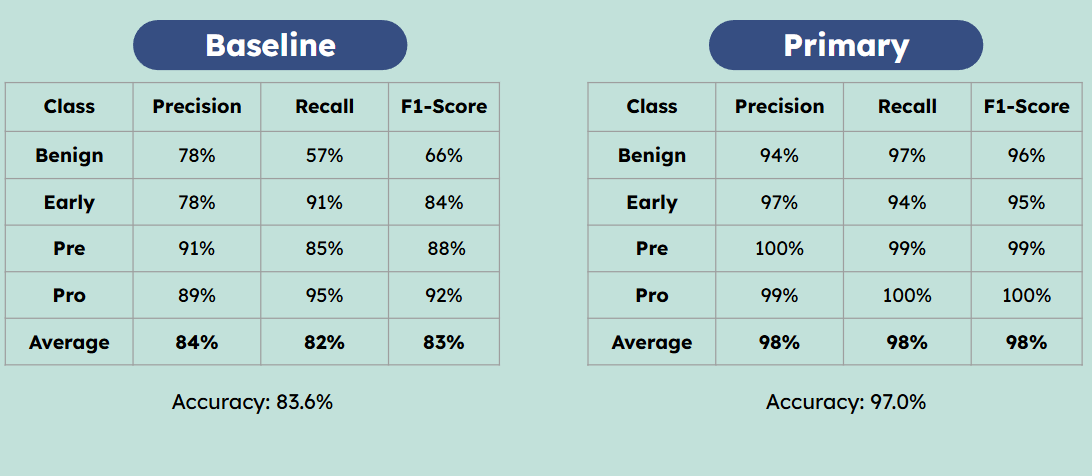 Baseline
Class Precision Recall F1-Score
Benign 78% 57% 66%
Early 78% 91% 84%
Pre 91% 85% 88%
Pro 89% 95% 92%
Average 84% 82% 83%
Accuracy: 83.6%
Primary
Class Precision Recall F1-Score
Benign 94% 97% 96%
Early 97% 94% 95%
Pre 100% 99% 99%
Pro 99% 100% 100%
Average 98% 98% 98%
Accuracy: 97.0%